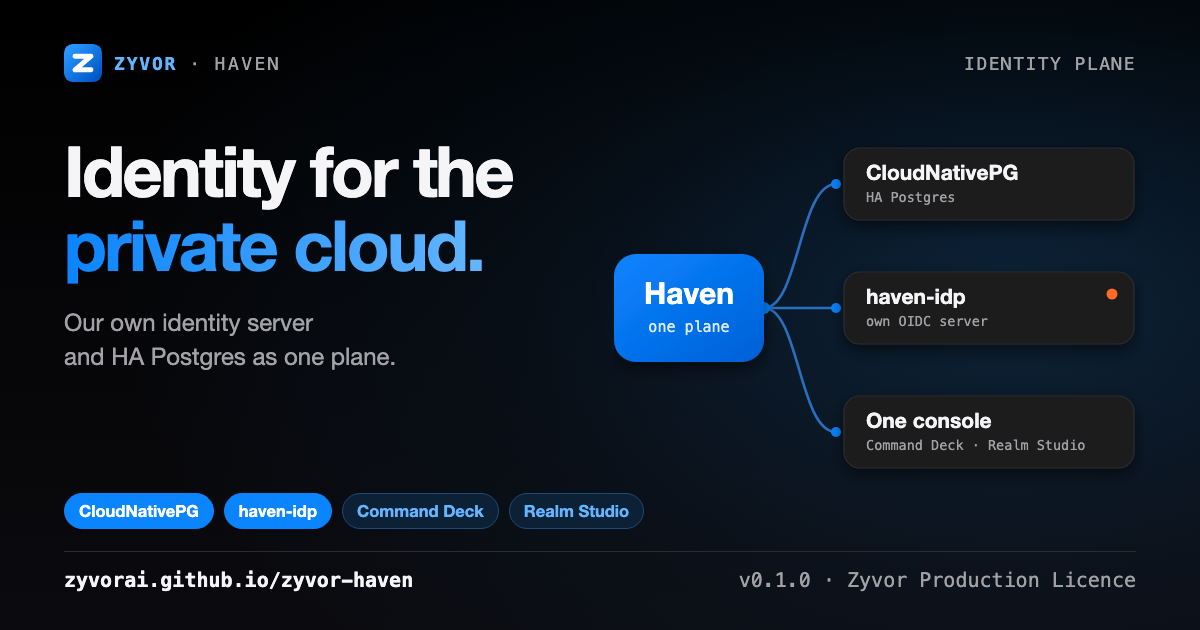 Z ZYVOR · HAVEN
IDENTITY PLANE
Identity for the
private cloud.
Our own identity server
and HA Postgres as one plane.
Haven
one plane
CloudNativePG
HA Postgres
haven-idp
own OIDC server
One console
Command Deck · Realm Studio
CloudNativePG
haven-idp
Command Deck
Realm Studio
zyvorai.github.io/zyvor-haven
v0.1.0 · Zyvor Production Licence